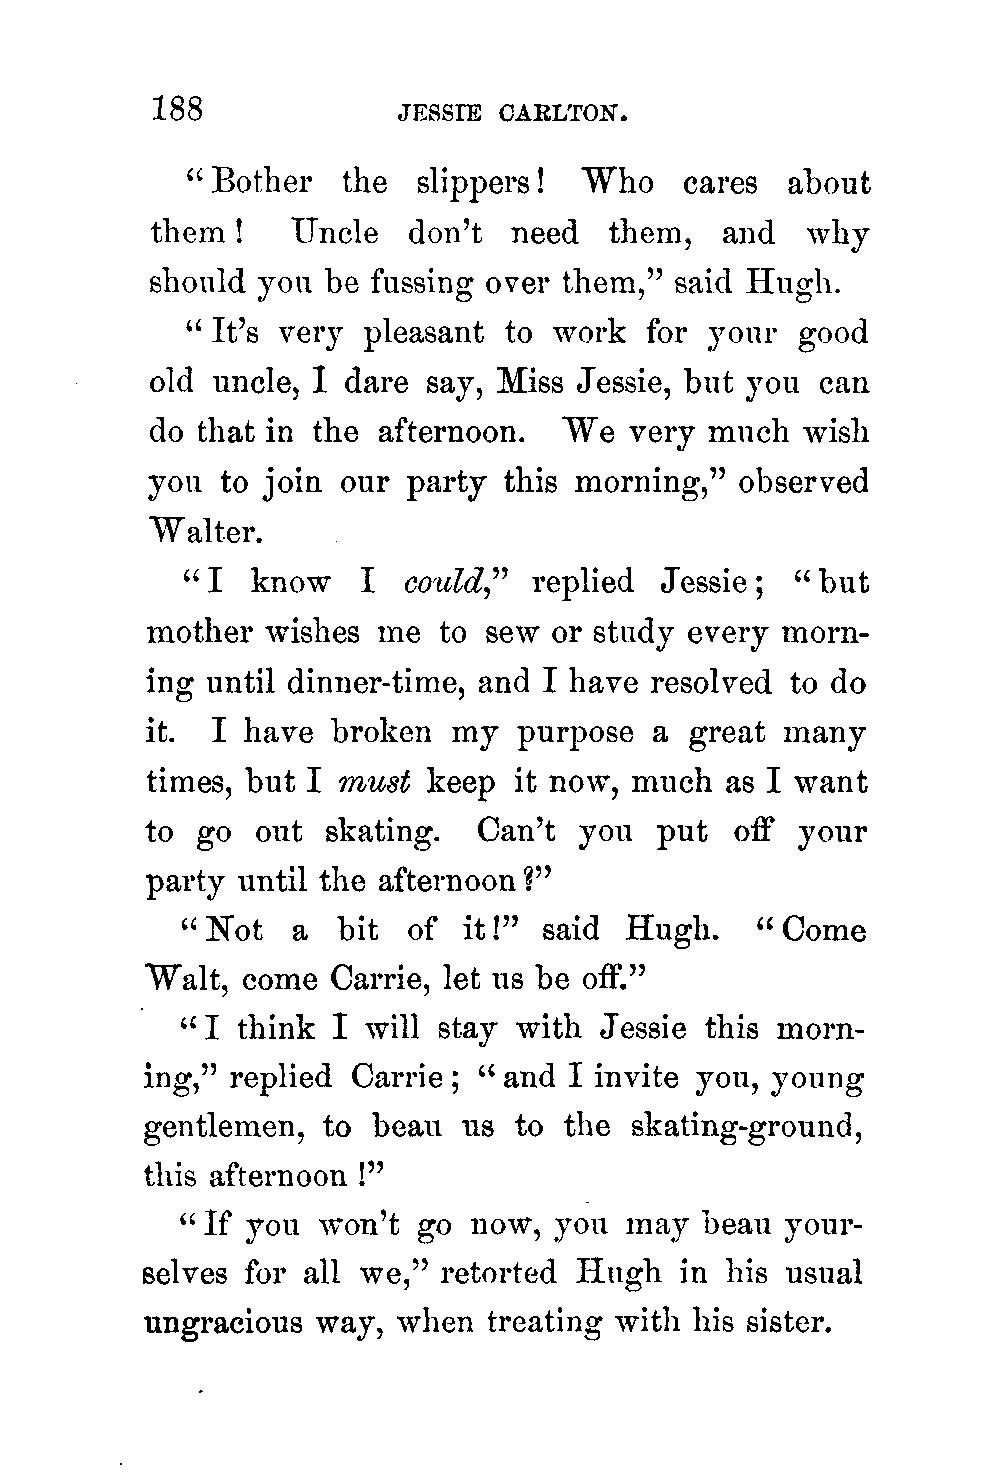 188 JESSIE CARLTON.
“Bother the slippers! Who cares about
them! Uncle don’t need them, and why
should you be fussing over them,” said Hugh.
“It’s very pleasant to work for your good
old uncle, I dare say, Miss Jessie, but you can
do that in the afternoon. We very much wish
you to join our party this morning,” observed
Walter.
“I know I could,” replied Jessie; “but
mother wishes me to sew or study every morn-
ing until dinner-time, and I have resolved to do
it. I have broken my purpose a great many
times, but I must keep it now, much as I want
to go out skating. Can’t you put off your
party until the afternoon?”
“Not a bit of it!” said Hugh. “Come
Walt, come Carrie, let us be off.”
“I think I will stay with Jessie this morn-
ing,” replied Carrie; “and I invite you, young
gentlemen, to beau us to the skating-ground,
this afternoon!”
“If you won’t go now, you may beau your-
selves for all we,” retorted Hugh in his usual
ungracious way, when treating with his sister.